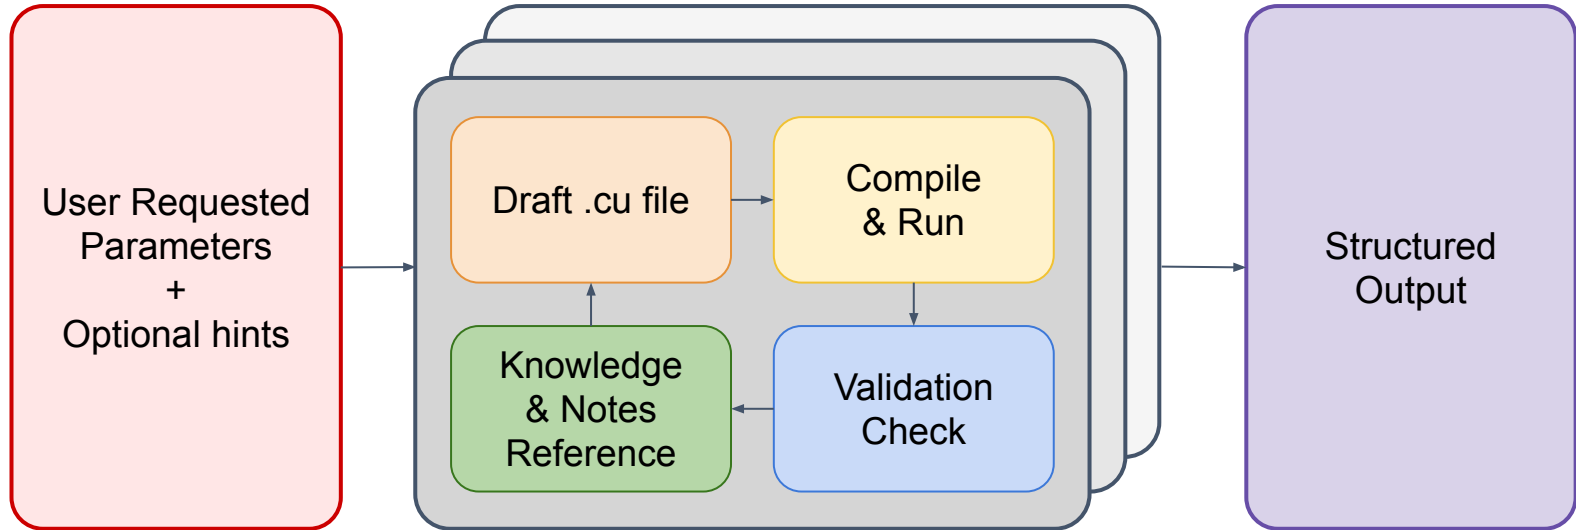 User Requested
Parameters
+
Optional hints
Draft .cu file
Compile
& Run
Knowledge
& Notes
Reference
Validation
Check
Structured
Output